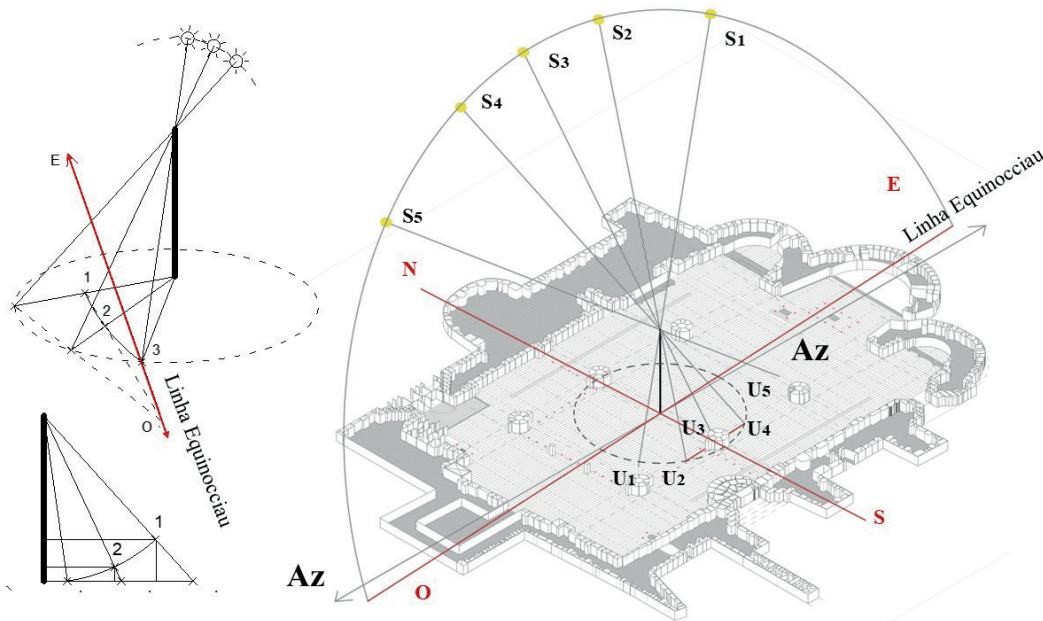 E
1
2
3
O
Linha Equinocciau
1
2
S1
S2
S3
S4
S5
N
E
Linha Equinocciau
Az
U5
U4
U3
U2
U1
S
Az
O